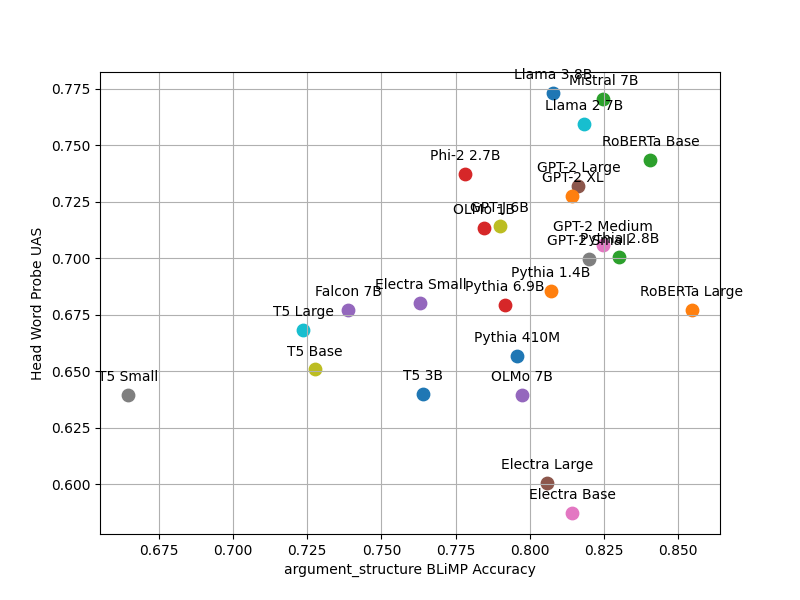 Llama 3 8B
Mistral 7B
Llama 2 7B
RoBERTa Base
Phi-2 2.7B
GPT-2 Large
GPT-2 XL
OLMo 1B
GPT-J 6B
GPT-2 Medium
GPT-2 Small
Pythia 2.8B
Pythia 1.4B
Electra Small
Pythia 6.9B
Falcon 7B
RoBERTa Large
T5 Large
Pythia 410M
T5 Base
T5 Small
T5 3B
OLMo 7B
Electra Large
Electra Base
0.775
0.750
0.725
0.700
0.675
0.650
0.625
0.600
Head Word Probe UAS
0.675
0.700
0.725
0.750
0.775
0.800
0.825
0.850
argument_structure BLiMP Accuracy